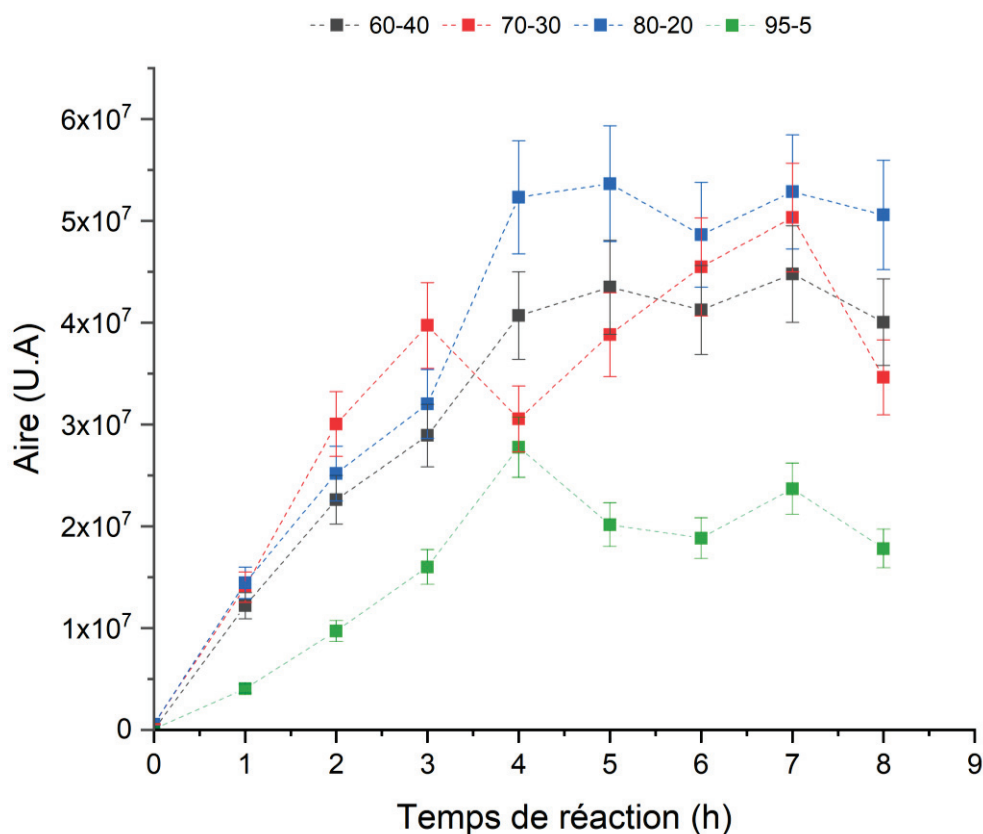 60-40 70-30 80-20 95-5
6x10⁷
5x10⁷
4x10⁷
3x10⁷
2x10⁷
1x10⁷
0
Aire (U.A)
0 1 2 3 4 5 6 7 8 9
Temps de réaction (h)